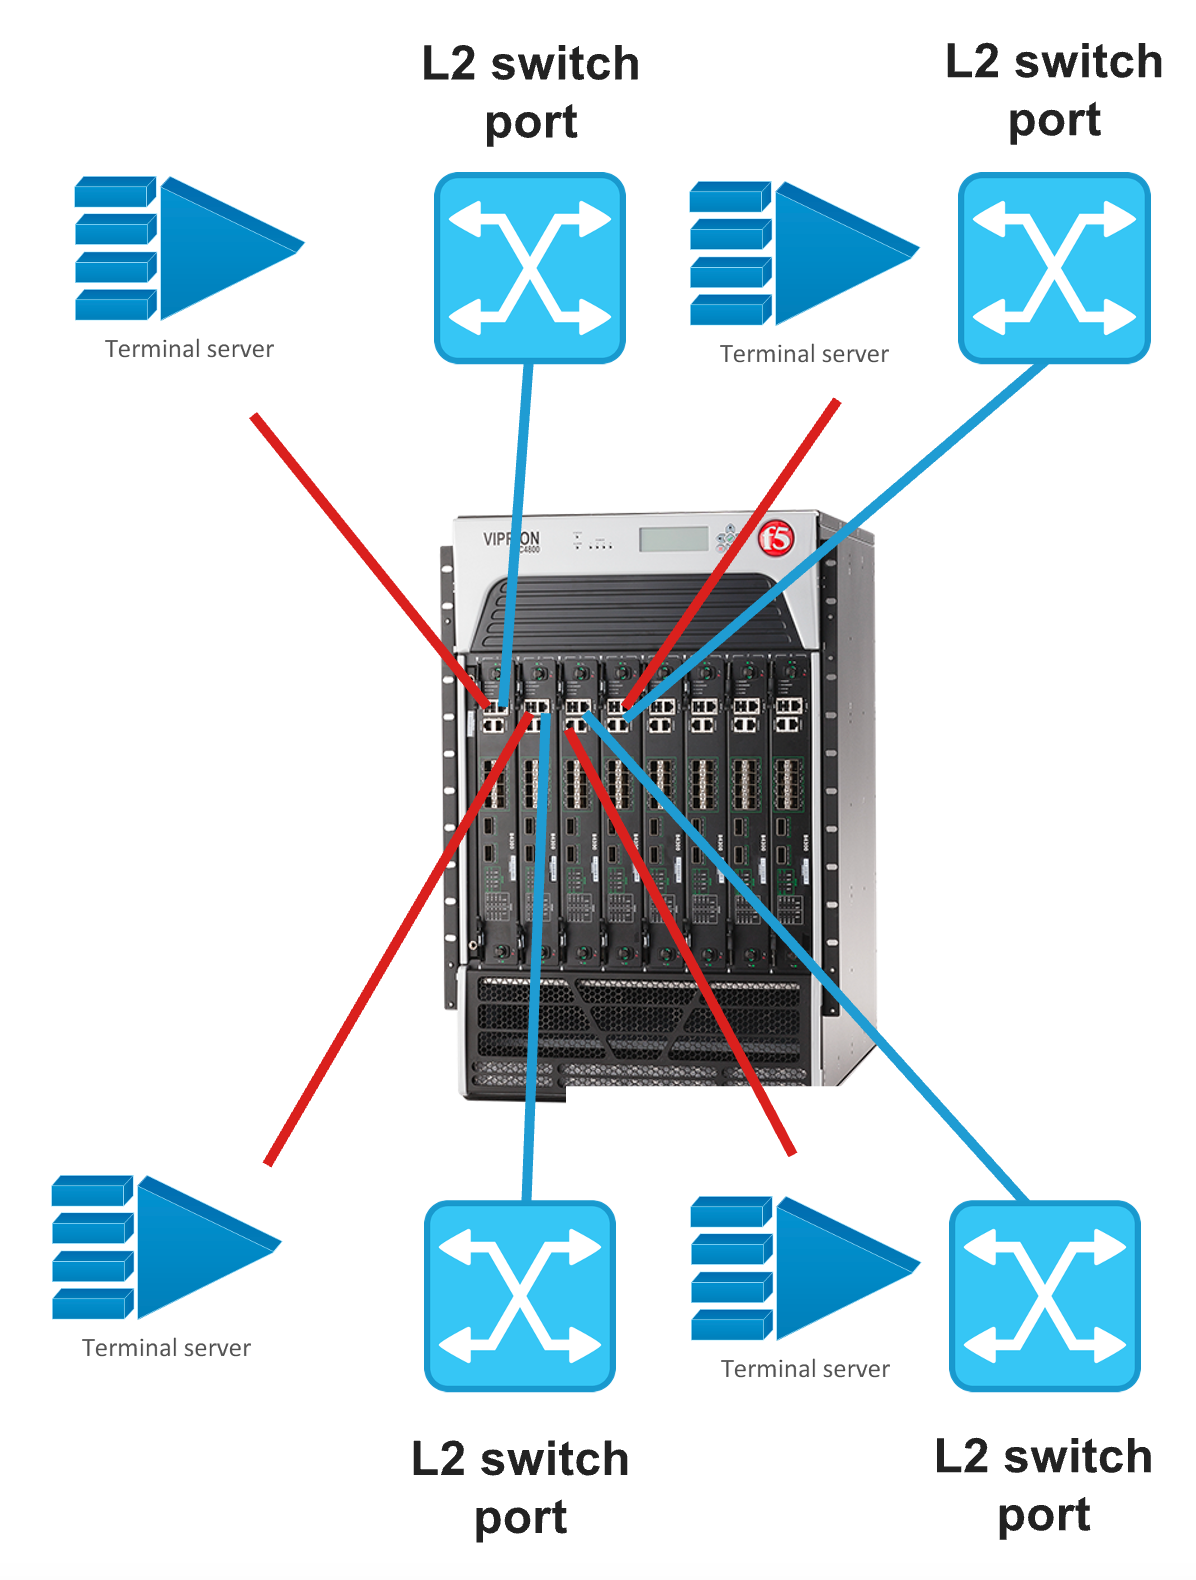 L2 switch
port
L2 switch
port
Terminal server
Terminal server
VIPRION
C4800
f5
Terminal server
Terminal server
L2 switch
port
L2 switch
port